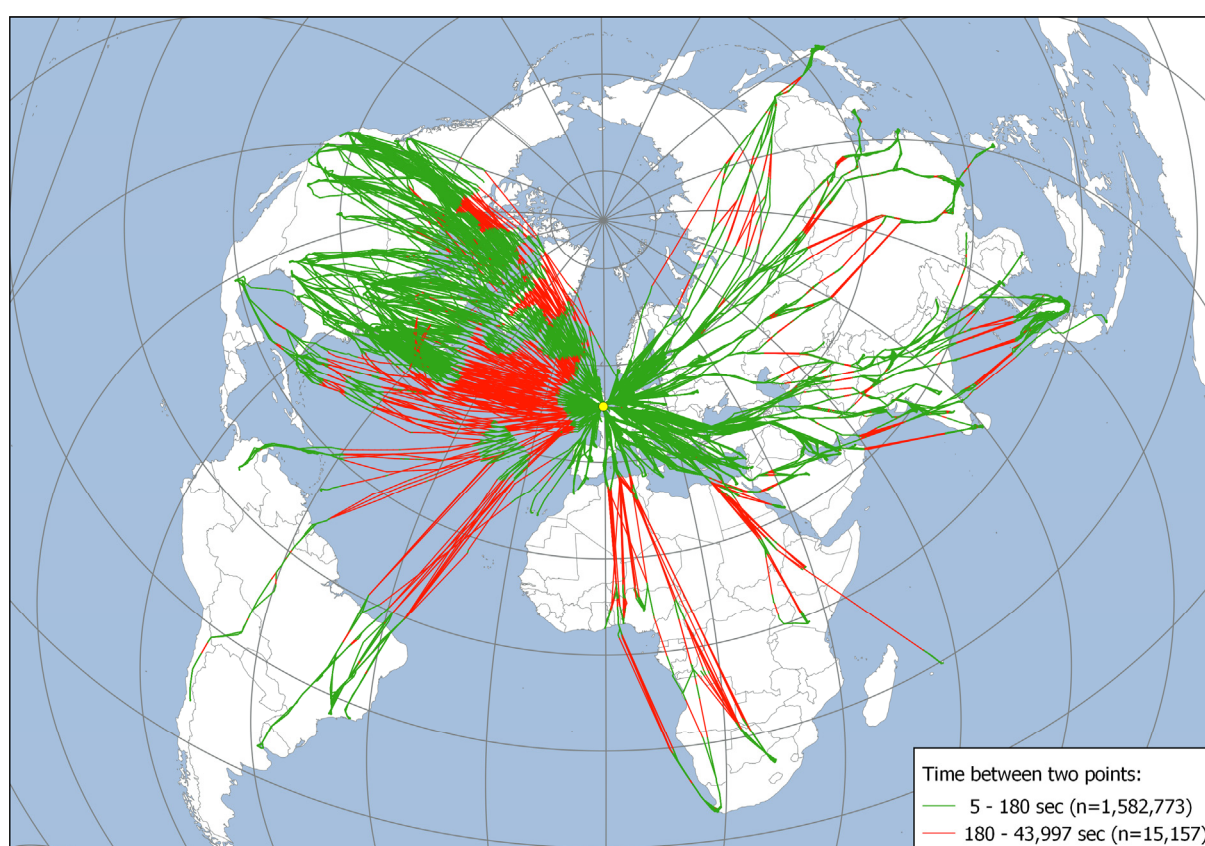 Time between two points:
5 - 180 sec (n=1,582,773)
180 - 43,997 sec (n=15,157)